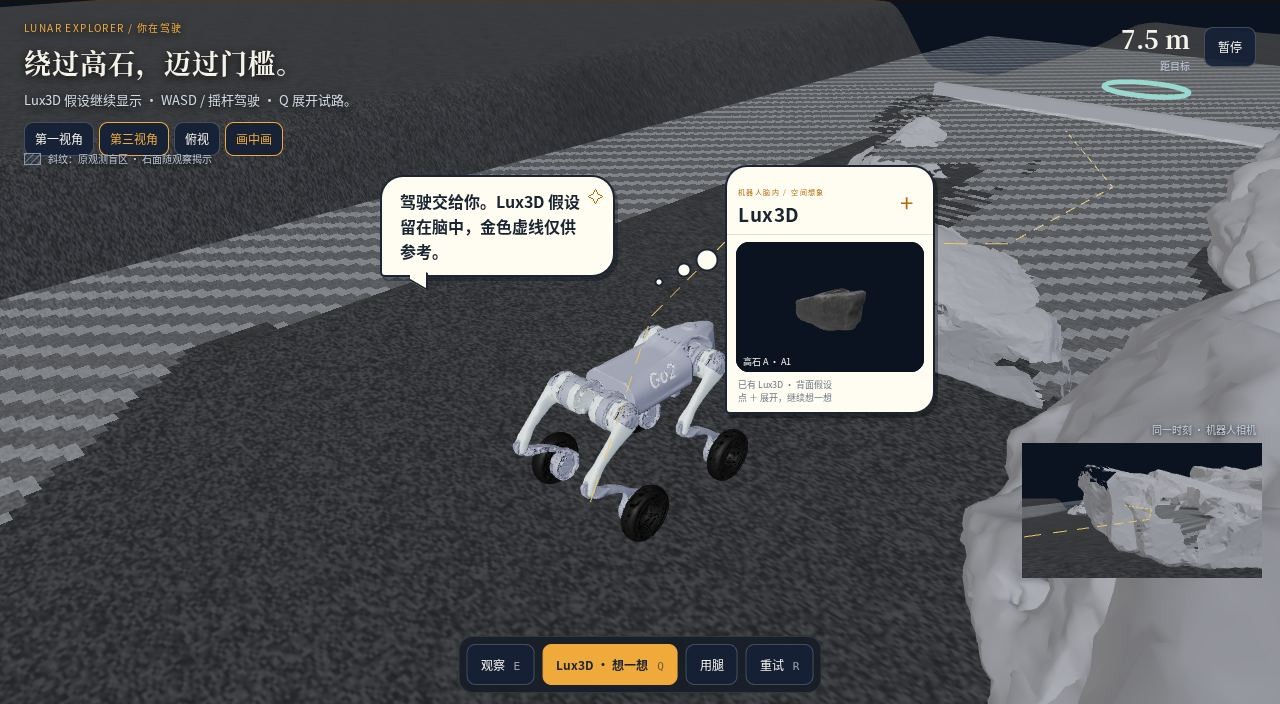 LUNAR EXPLORER / 你在驾驶
绕过高石，迈过门槛。
Lux3D 假设继续显示 · WASD / 摇杆驾驶 · Q 展开试路。
第一视角 第三视角 俯视 画中画
斜纹：原观测盲区 · 石面随观察揭示
7.5 m
距目标
暂停
驾驶交给你。Lux3D 假设
留在脑中，金色虚线仅供
参考。
机器人脑内 / 空间想象
Lux3D
+
高石 A · A1
已有 Lux3D · 背面假设
点 + 展开，继续想一想
Go2
同一时刻 · 机器人相机
观察 E Lux3D · 想一想 Q 用腿 重试 R